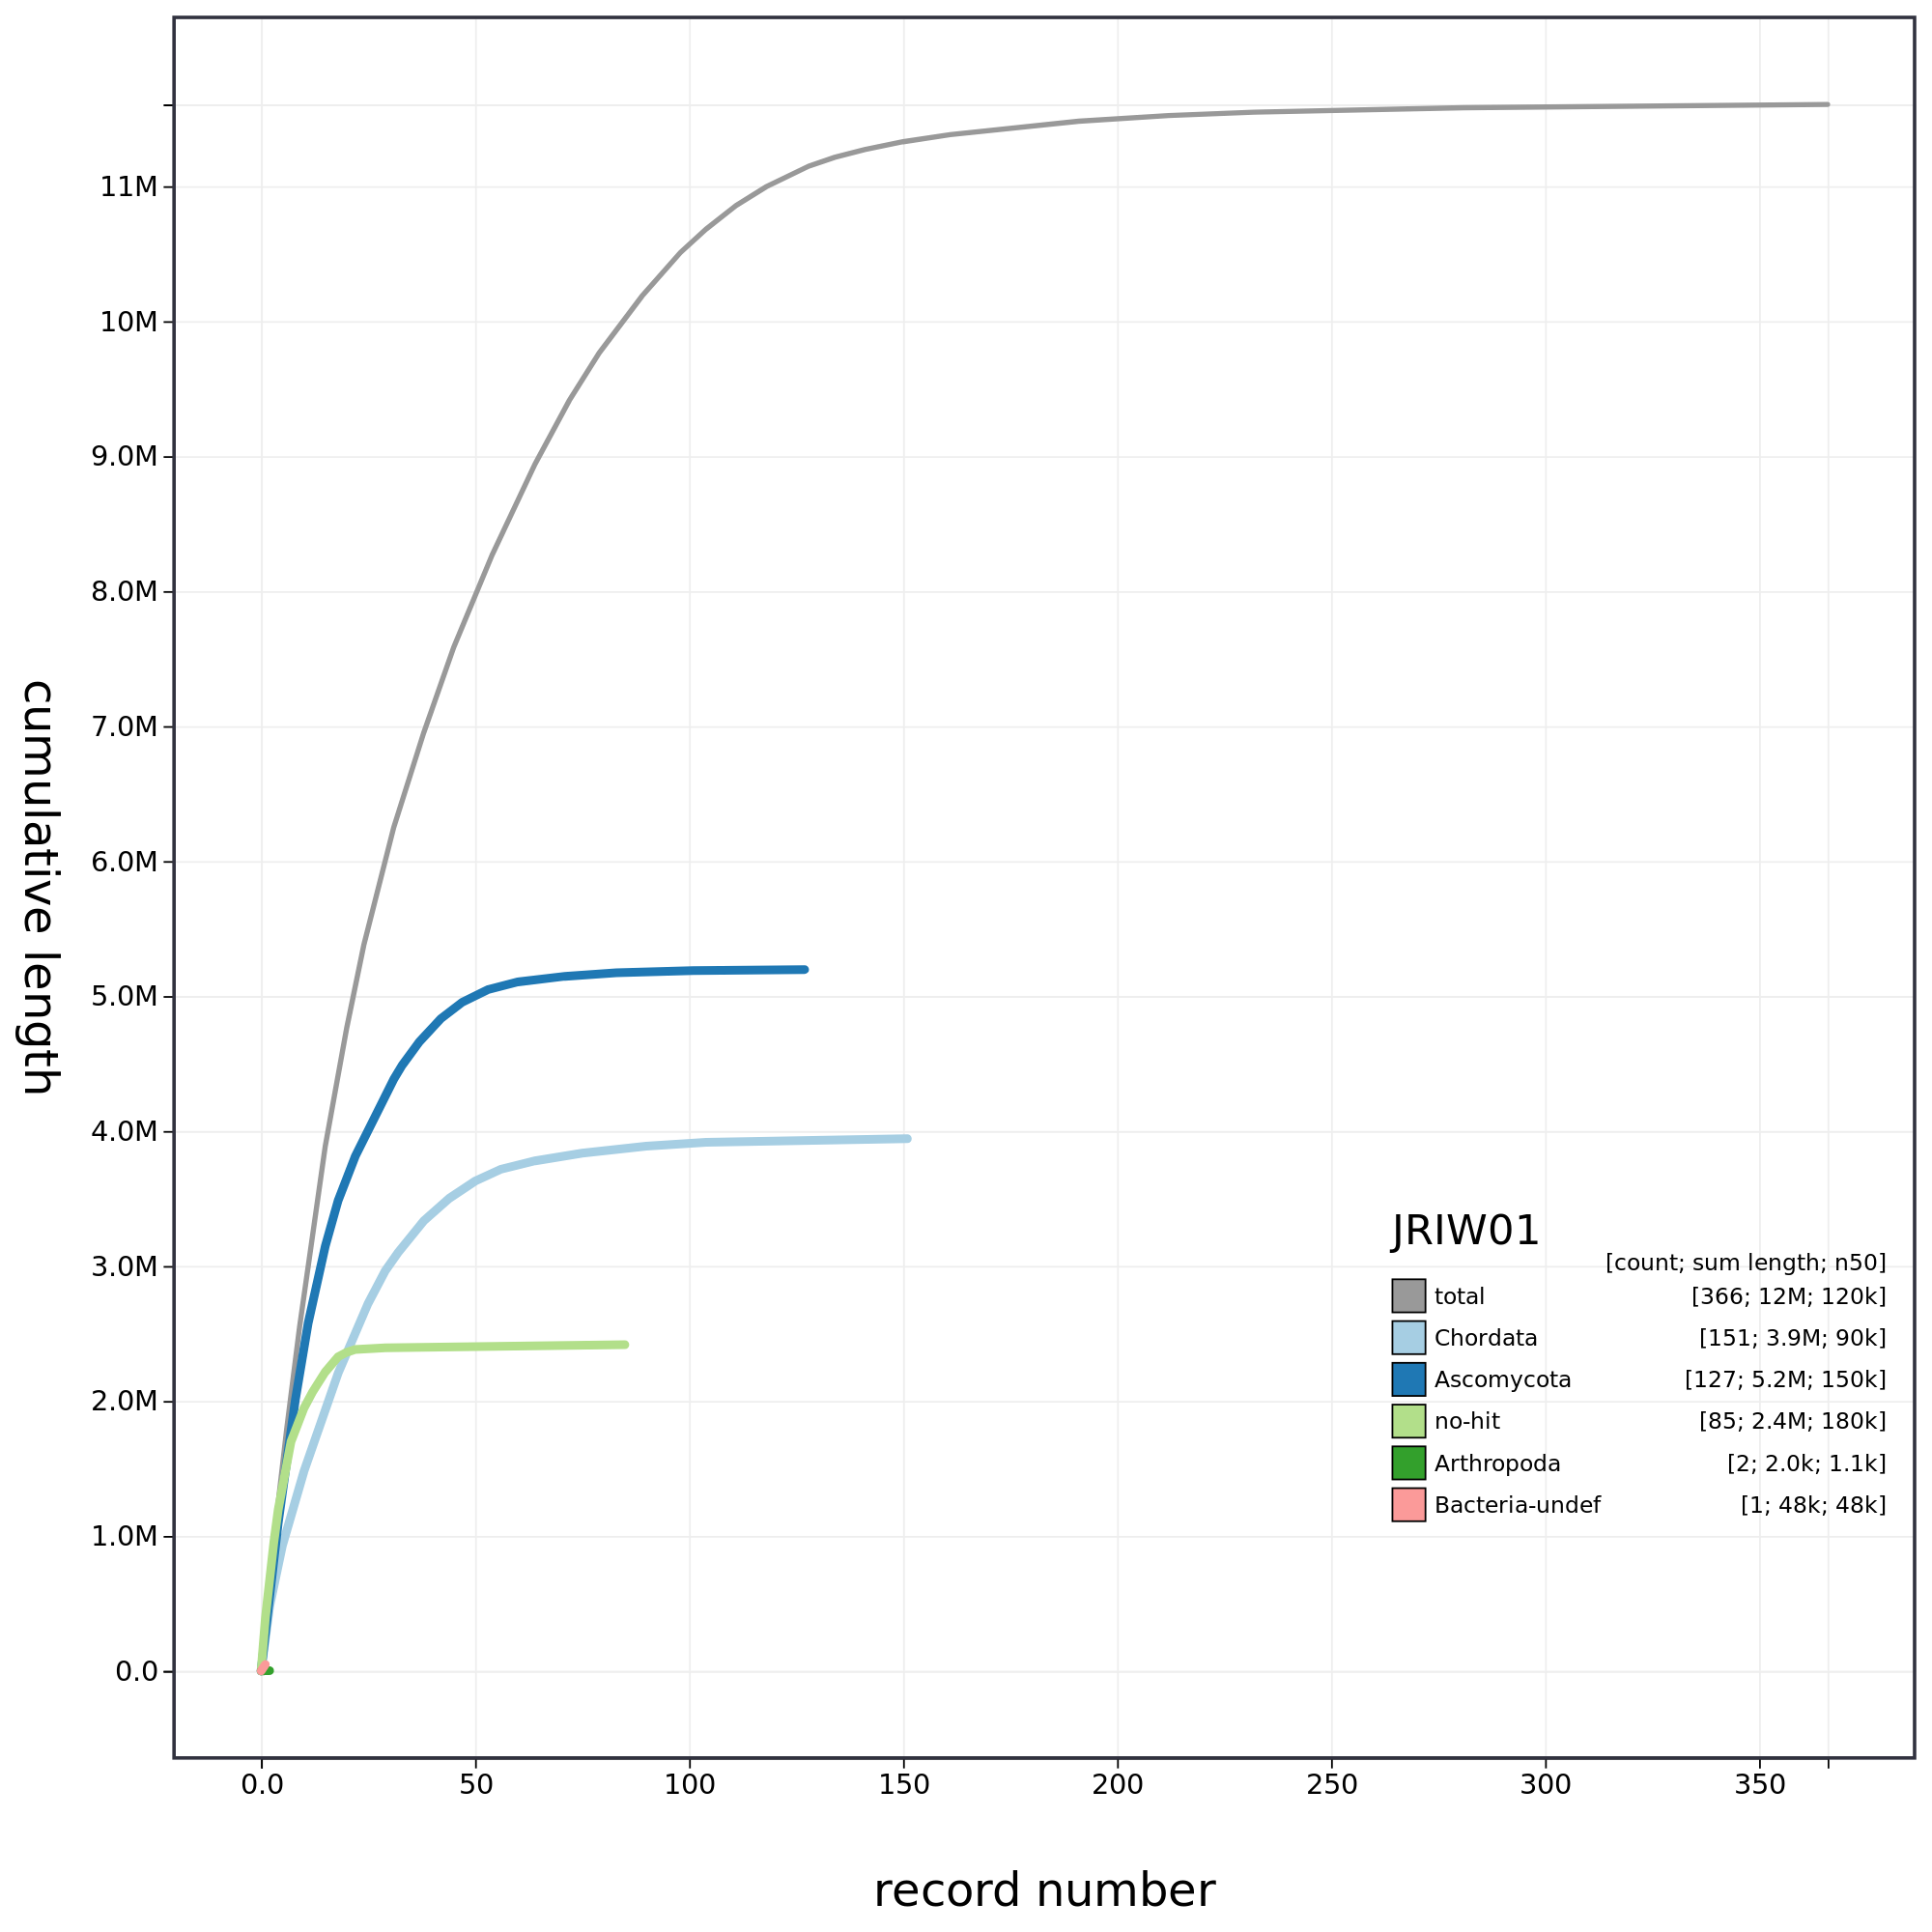 11M
10M
9.0M
8.0M
7.0M
6.0M
5.0M
4.0M
3.0M
2.0M
1.0M
0.0
cumulative length
JRIW01
[count; sum length; n50]
total [366; 12M; 120k]
Chordata [151; 3.9M; 90k]
Ascomycota [127; 5.2M; 150k]
no-hit [85; 2.4M; 180k]
Arthropoda [2; 2.0k; 1.1k]
Bacteria-undef [1; 48k; 48k]
0.0 50 100 150 200 250 300 350
record number